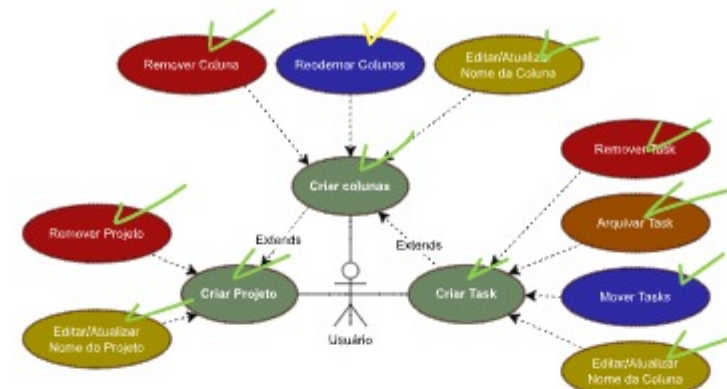 Remover Coluna
Reodernar Colunas
Editar/Atualizar
Nome da Coluna
Criar colunas
Remover Task
Arquivar Task
Remover Projeto
Extends
Extends
Criar Projeto
Criar Task
Mover Tasks
Editar/Atualizar
Nome do Projeto
Usuário
Editar/Atualizar
Nome da Coluna